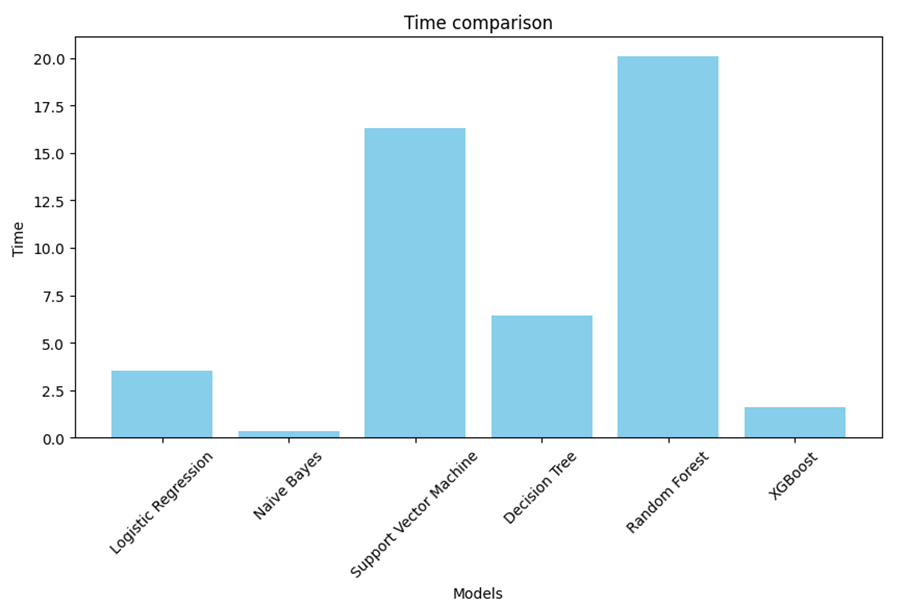 Time comparison
Time
20.0
17.5
15.0
12.5
10.0
7.5
5.0
2.5
0.0
Logistic Regression
Naive Bayes
Support Vector Machine
Decision Tree
Random Forest
XGBoost
Models